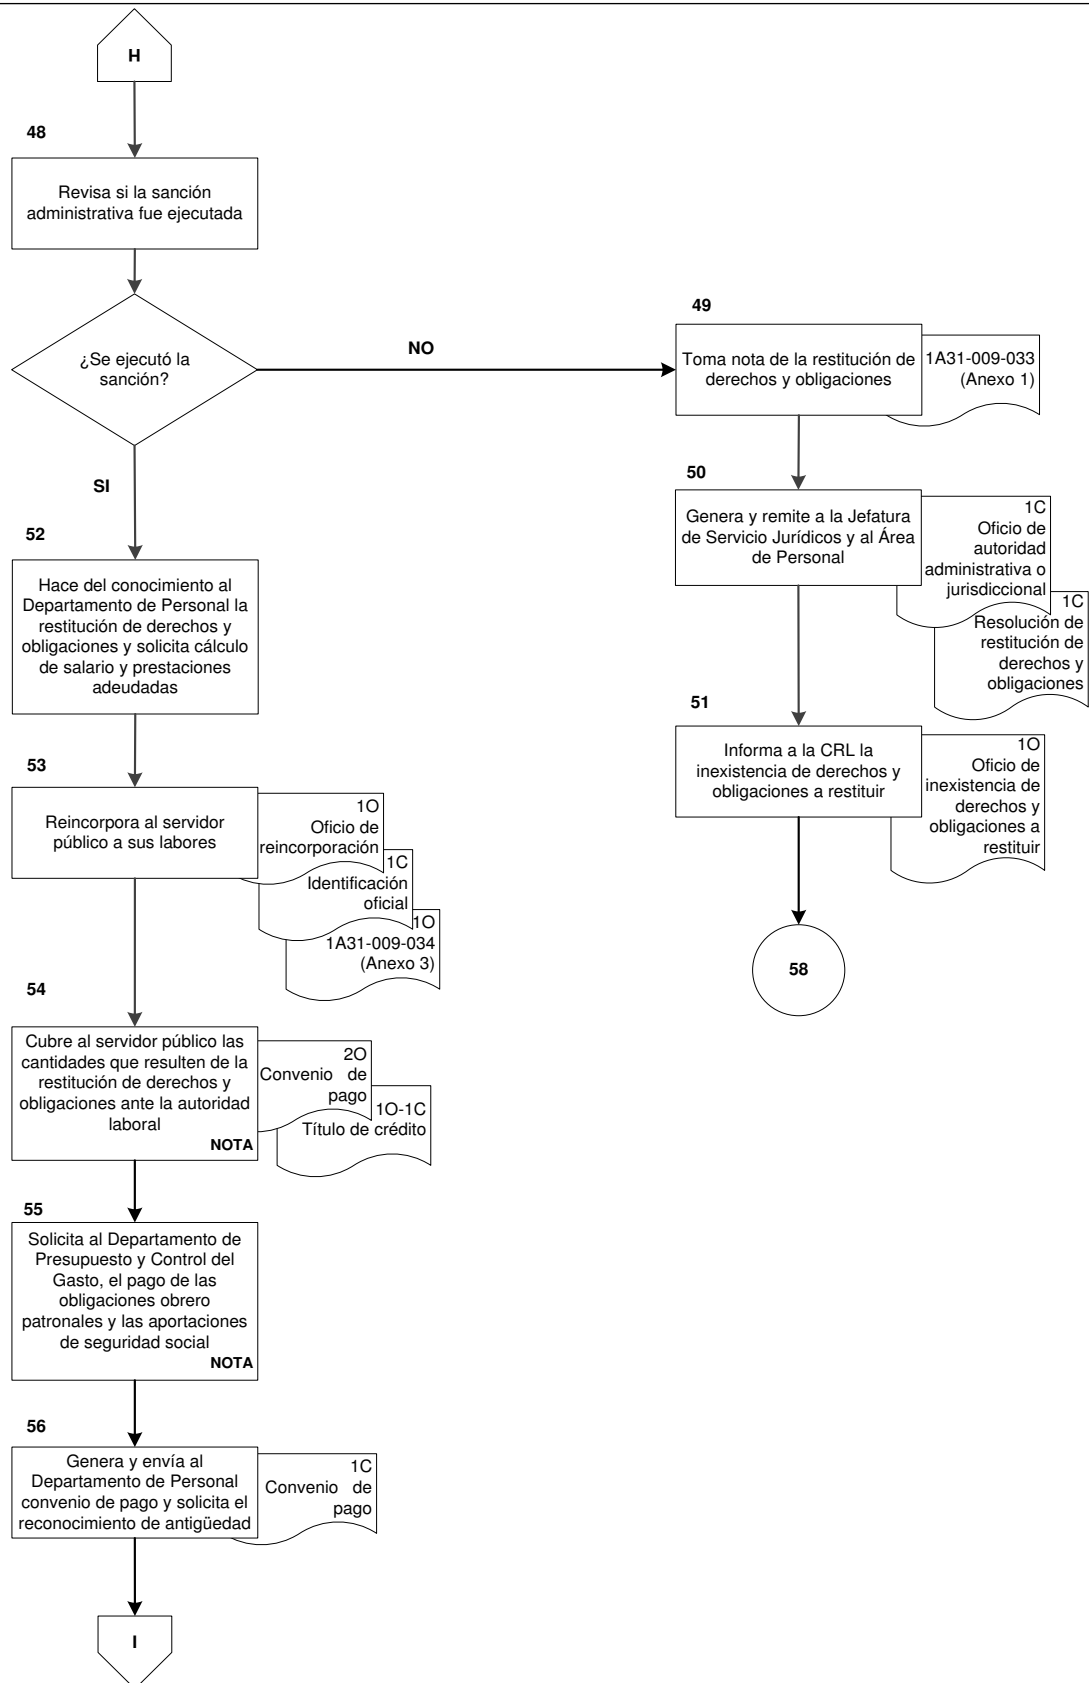 H
48
Revisa si la sanción
administrativa fue ejecutada
¿Se ejecutó la
sanción?
NO
SI
49
Toma nota de la restitución de
derechos y obligaciones
1A31-009-033
(Anexo 1)
50
Genera y remite a la Jefatura
de Servicio Jurídicos y al Área
de Personal
1C
Oficio de
autoridad
administrativa o
jurisdiccional
1C
Resolución de
restitución de
derechos y
obligaciones
51
Informa a la CRL la
inexistencia de derechos y
obligaciones a restituir
1O
Oficio de
inexistencia de
derechos y
obligaciones a
restituir
58
52
Hace del conocimiento al
Departamento de Personal la
restitución de derechos y
obligaciones y solicita cálculo
de salario y prestaciones
adeudadas
53
Reincorpora al servidor
público a sus labores
1O
Oficio de
reincorporación
1C
Identificación
oficial
1O
1A31-009-034
(Anexo 3)
54
Cubre al servidor público las
cantidades que resulten de la
restitución de derechos y
obligaciones ante la autoridad
laboral
NOTA
2O
Convenio de
pago
1O-1C
Título de crédito
55
Solicita al Departamento de
Presupuesto y Control del
Gasto, el pago de las
obligaciones obrero
patronales y las aportaciones
de seguridad social
NOTA
56
Genera y envía al
Departamento de Personal
convenio de pago y solicita el
reconocimiento de antigüedad
1C
Convenio de
pago
I